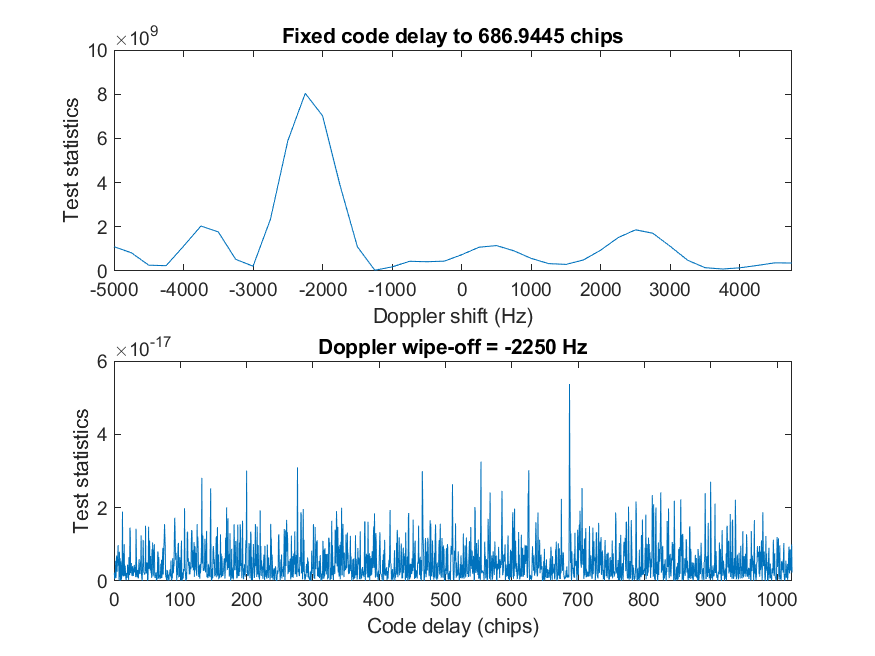 Fixed code delay to 686.9445 chips
×10^9
10
8
6
4
2
0
Test statistics
-5000 -4000 -3000 -2000 -1000 0 1000 2000 3000 4000
Doppler shift (Hz)
Doppler wipe-off = -2250 Hz
×10^-17
6
4
2
0
Test statistics
0 100 200 300 400 500 600 700 800 900 1000
Code delay (chips)